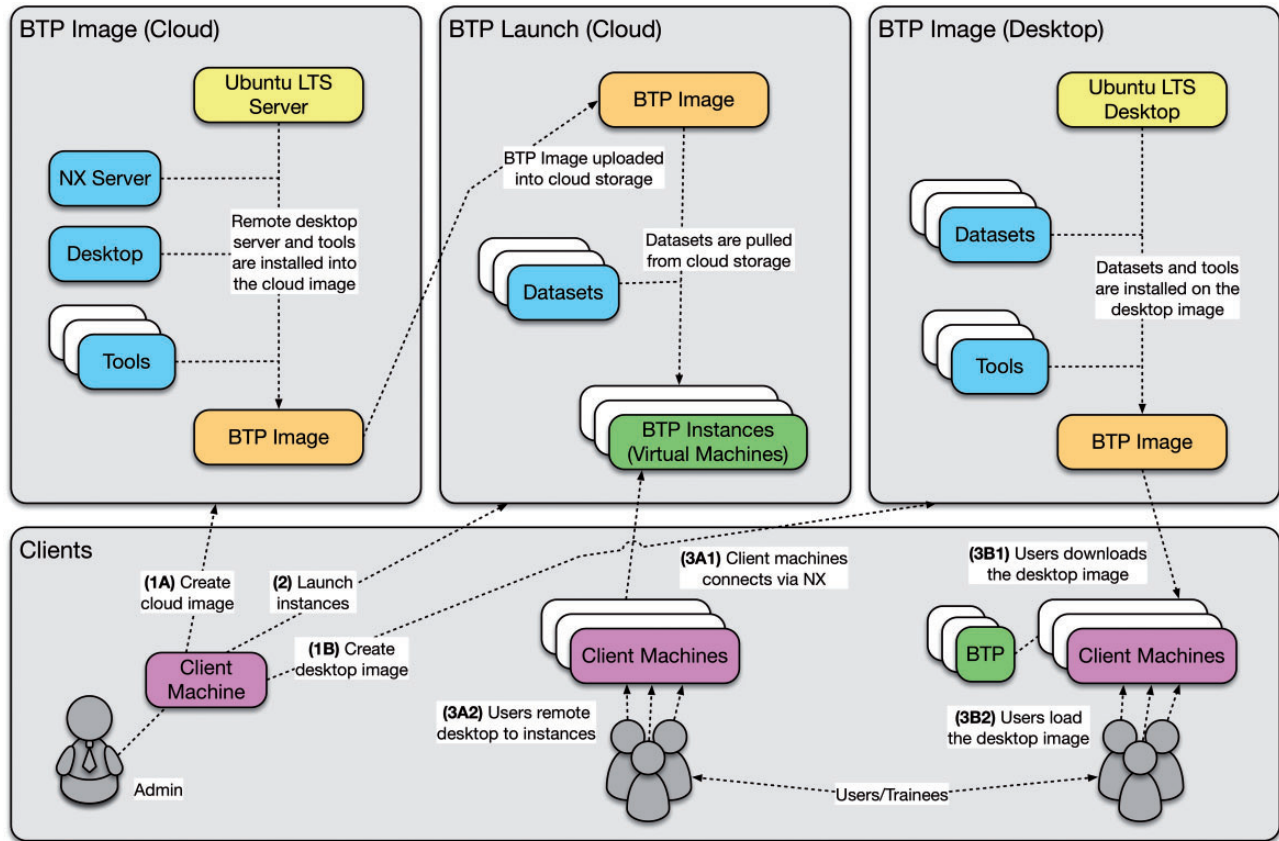 BTP Image (Cloud)
Ubuntu LTS
Server
NX Server
Desktop
Remote desktop
server and tools
are installed into
the cloud image
Tools
BTP Image
BTP Launch (Cloud)
BTP Image
BTP Image uploaded
into cloud storage
Datasets are pulled
from cloud storage
Datasets
BTP Instances
(Virtual Machines)
BTP Image (Desktop)
Ubuntu LTS
Desktop
Datasets
Datasets and tools
are installed on the
desktop image
Tools
BTP Image
Clients
(1A) Create
cloud image
(2) Launch
instances
(1B) Create
desktop image
Client
Machine
Admin
(3A1) Client machines
connects via NX
Client Machines
(3A2) Users remote
desktop to instances
(3B1) Users downloads
the desktop image
BTP
Client Machines
(3B2) Users load
the desktop image
Users/Trainees